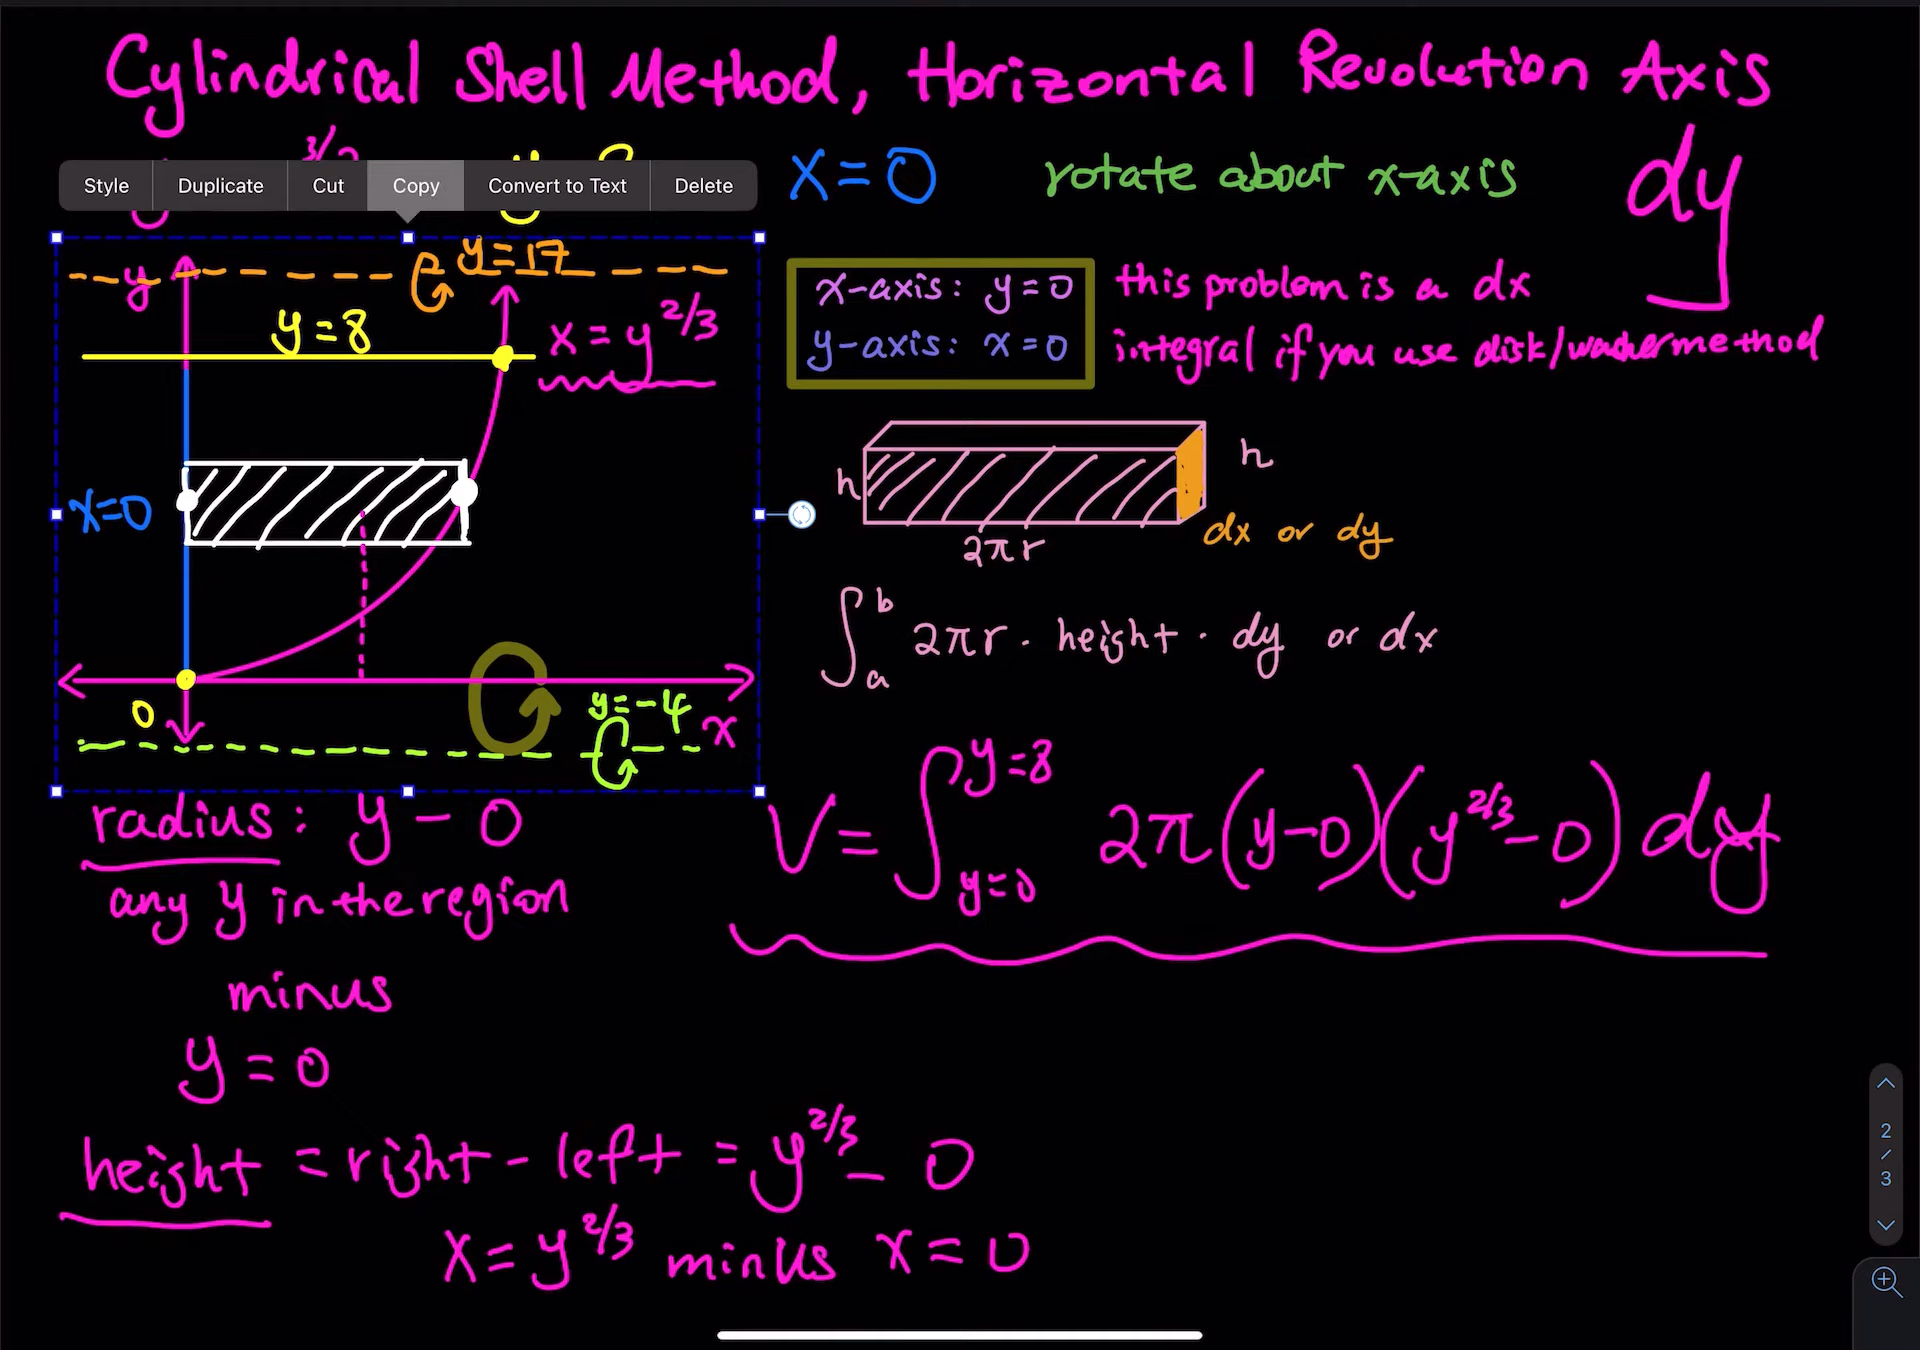 Cylindrical Shell Method, Horizontal Revolution Axis
3/2
Style Duplicate Cut Copy Convert to Text Delete
x=0 rotate about x-axis dy
y=17
y
y=8
x=y^2/3
x=0
0
y=-4
x
x-axis: y=0
y-axis: x=0
this problem is a dx
integral if you use disk/washer method
h h
2πr
dx or dy
∫_a^b 2πr · height · dy or dx
radius: y-0
any y in the region
minus
y=0
V=∫_{y=0}^{y=8} 2π(y-0)(y^2/3-0)dy
height = right - left = y^2/3 - 0
x=y^2/3 minus x=0
2
/
3